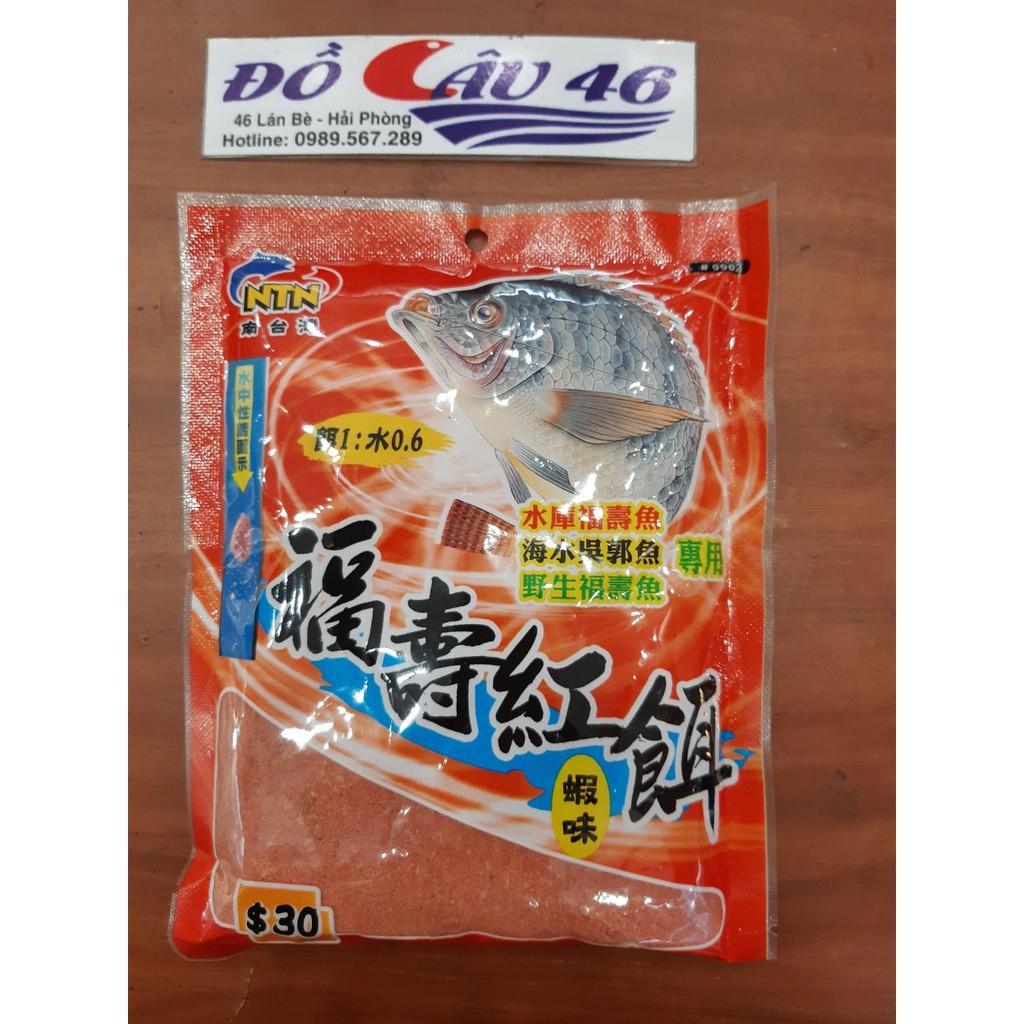 ĐỒ CÂU 46
46 Lán Bè - Hải Phòng
Hotline: 0989.567.289
NTN
南台灣
水中性誘圖示
餌1:水0.6
水庫福壽魚
海水吳郭魚
野生福壽魚
專用
福壽紅餌
蝦味
$30